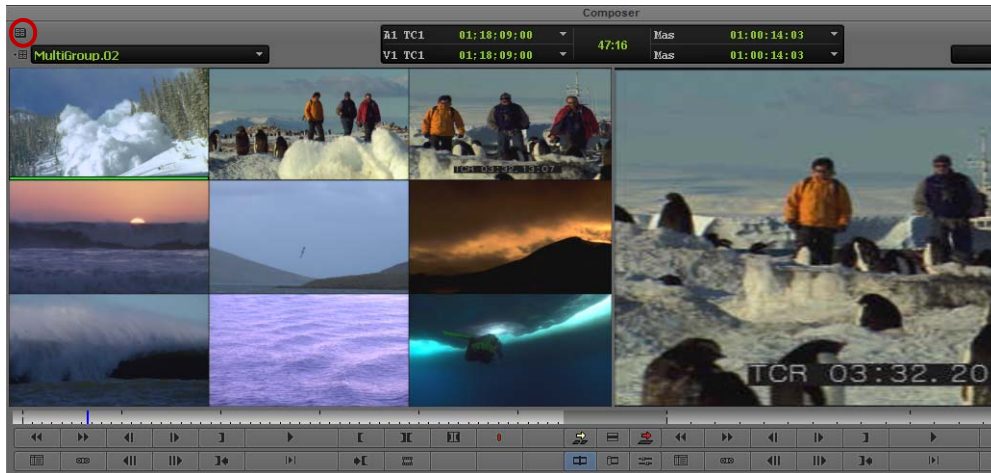 Composer
A1 TC1 01;18;09;00 47:16 Mas 01:00:14:03
MultiGroup.02 V1 TC1 01;18;09;00 Mas 01:00:14:03
TCR 03:32.13:07
TCR 03:32.20